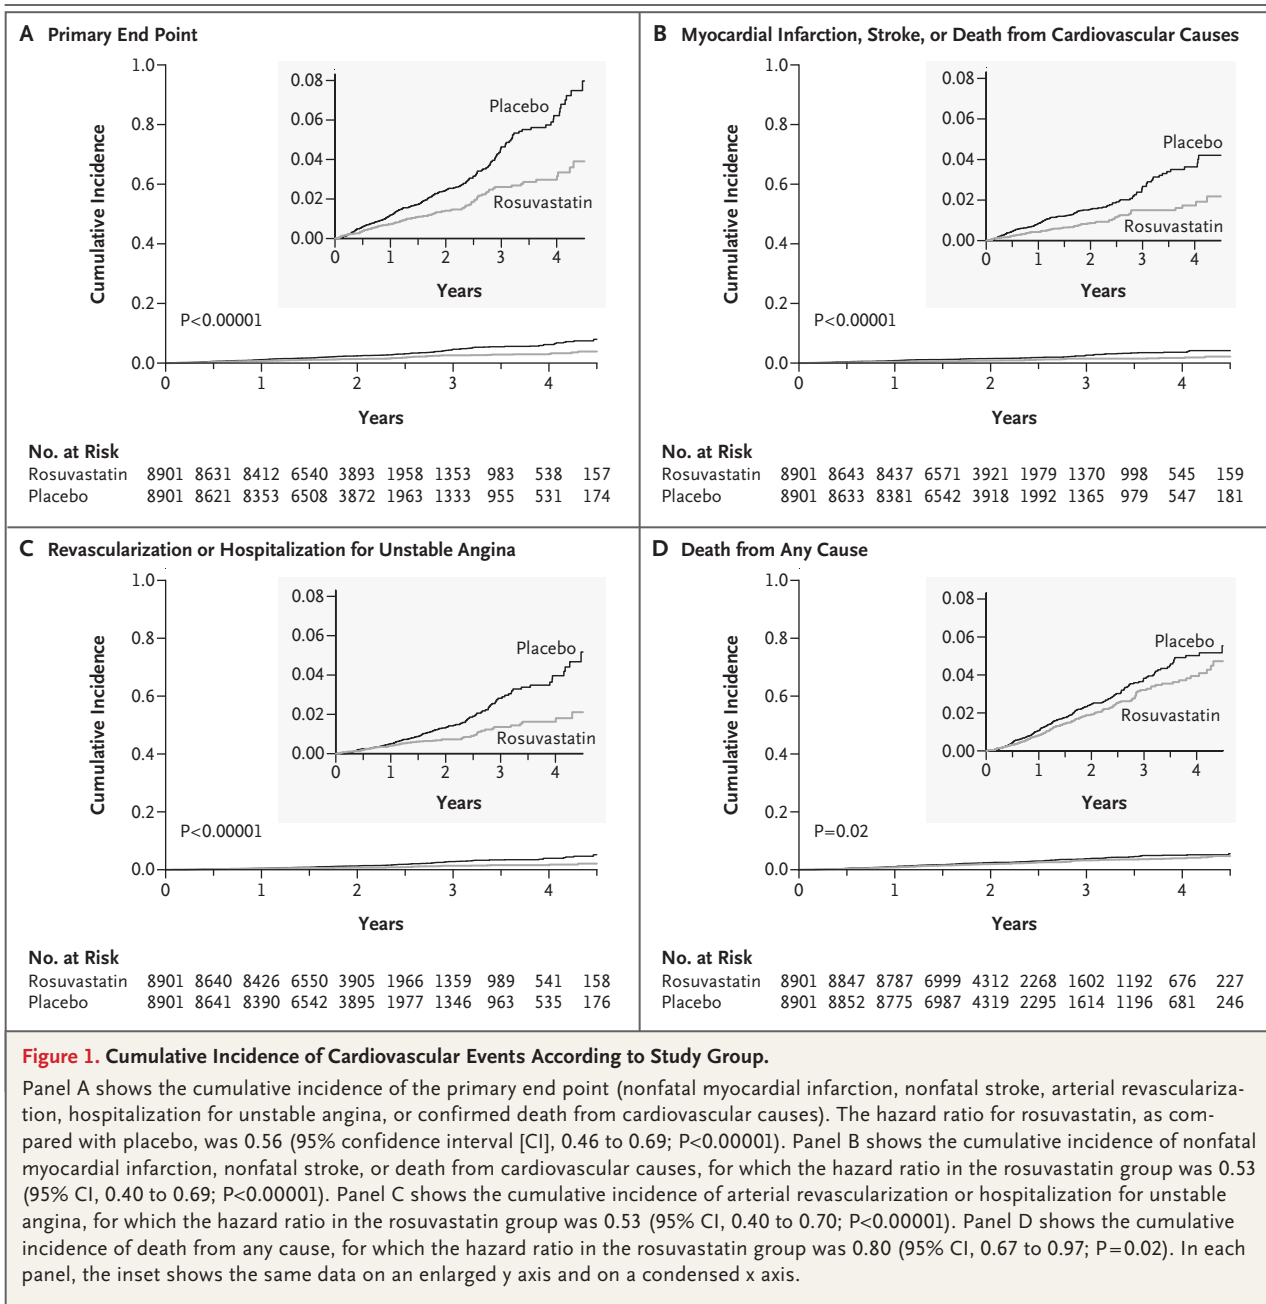 A Primary End Point
1.0
0.8
0.6
0.4
0.2
0.0
Cumulative Incidence
0.08
0.06
0.04
0.02
0.00
Placebo
Rosuvastatin
0 1 2 3 4
Years
P<0.00001
0 1 2 3 4
Years
No. at Risk
Rosuvastatin 8901 8631 8412 6540 3893 1958 1353 983 538 157
Placebo 8901 8621 8353 6508 3872 1963 1333 955 531 174
B Myocardial Infarction, Stroke, or Death from Cardiovascular Causes
1.0
0.8
0.6
0.4
0.2
0.0
Cumulative Incidence
0.08
0.06
0.04
0.02
0.00
Placebo
Rosuvastatin
0 1 2 3 4
Years
P<0.00001
0 1 2 3 4
Years
No. at Risk
Rosuvastatin 8901 8643 8437 6571 3921 1979 1370 998 545 159
Placebo 8901 8633 8381 6542 3918 1992 1365 979 547 181
C Revascularization or Hospitalization for Unstable Angina
1.0
0.8
0.6
0.4
0.2
0.0
Cumulative Incidence
0.08
0.06
0.04
0.02
0.00
Placebo
Rosuvastatin
0 1 2 3 4
Years
P<0.00001
0 1 2 3 4
Years
No. at Risk
Rosuvastatin 8901 8640 8426 6550 3905 1966 1359 989 541 158
Placebo 8901 8641 8390 6542 3895 1977 1346 963 535 176
D Death from Any Cause
1.0
0.8
0.6
0.4
0.2
0.0
Cumulative Incidence
0.08
0.06
0.04
0.02
0.00
Placebo
Rosuvastatin
0 1 2 3 4
Years
P=0.02
0 1 2 3 4
Years
No. at Risk
Rosuvastatin 8901 8847 8787 6999 4312 2268 1602 1192 676 227
Placebo 8901 8852 8775 6987 4319 2295 1614 1196 681 246
Figure 1. Cumulative Incidence of Cardiovascular Events According to Study Group.
Panel A shows the cumulative incidence of the primary end point (nonfatal myocardial infarction, nonfatal stroke, arterial revasculariza-
tion, hospitalization for unstable angina, or confirmed death from cardiovascular causes). The hazard ratio for rosuvastatin, as com-
pared with placebo, was 0.56 (95% confidence interval [CI], 0.46 to 0.69; P<0.00001). Panel B shows the cumulative incidence of nonfatal
myocardial infarction, nonfatal stroke, or death from cardiovascular causes, for which the hazard ratio in the rosuvastatin group was 0.53
(95% CI, 0.40 to 0.69; P<0.00001). Panel C shows the cumulative incidence of arterial revascularization or hospitalization for unstable
angina, for which the hazard ratio in the rosuvastatin group was 0.53 (95% CI, 0.40 to 0.70; P<0.00001). Panel D shows the cumulative
incidence of death from any cause, for which the hazard ratio in the rosuvastatin group was 0.80 (95% CI, 0.67 to 0.97; P=0.02). In each
panel, the inset shows the same data on an enlarged y axis and on a condensed x axis.